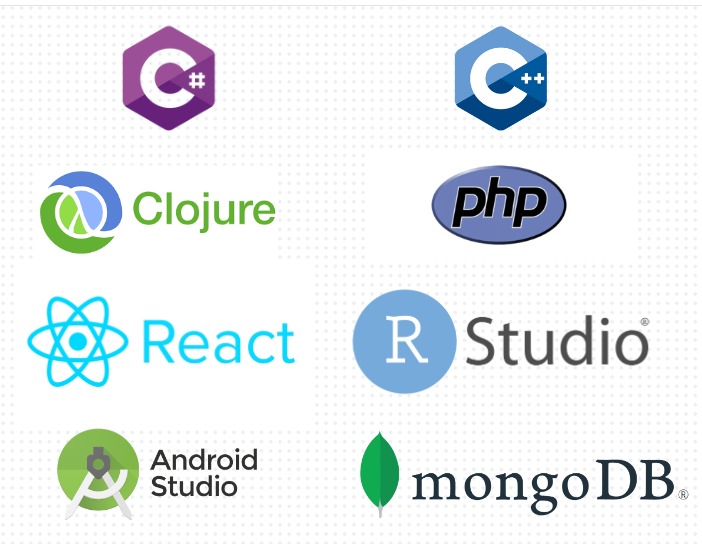 C#
C++
Clojure
php
React
R Studio®
Android
Studio
mongoDB®